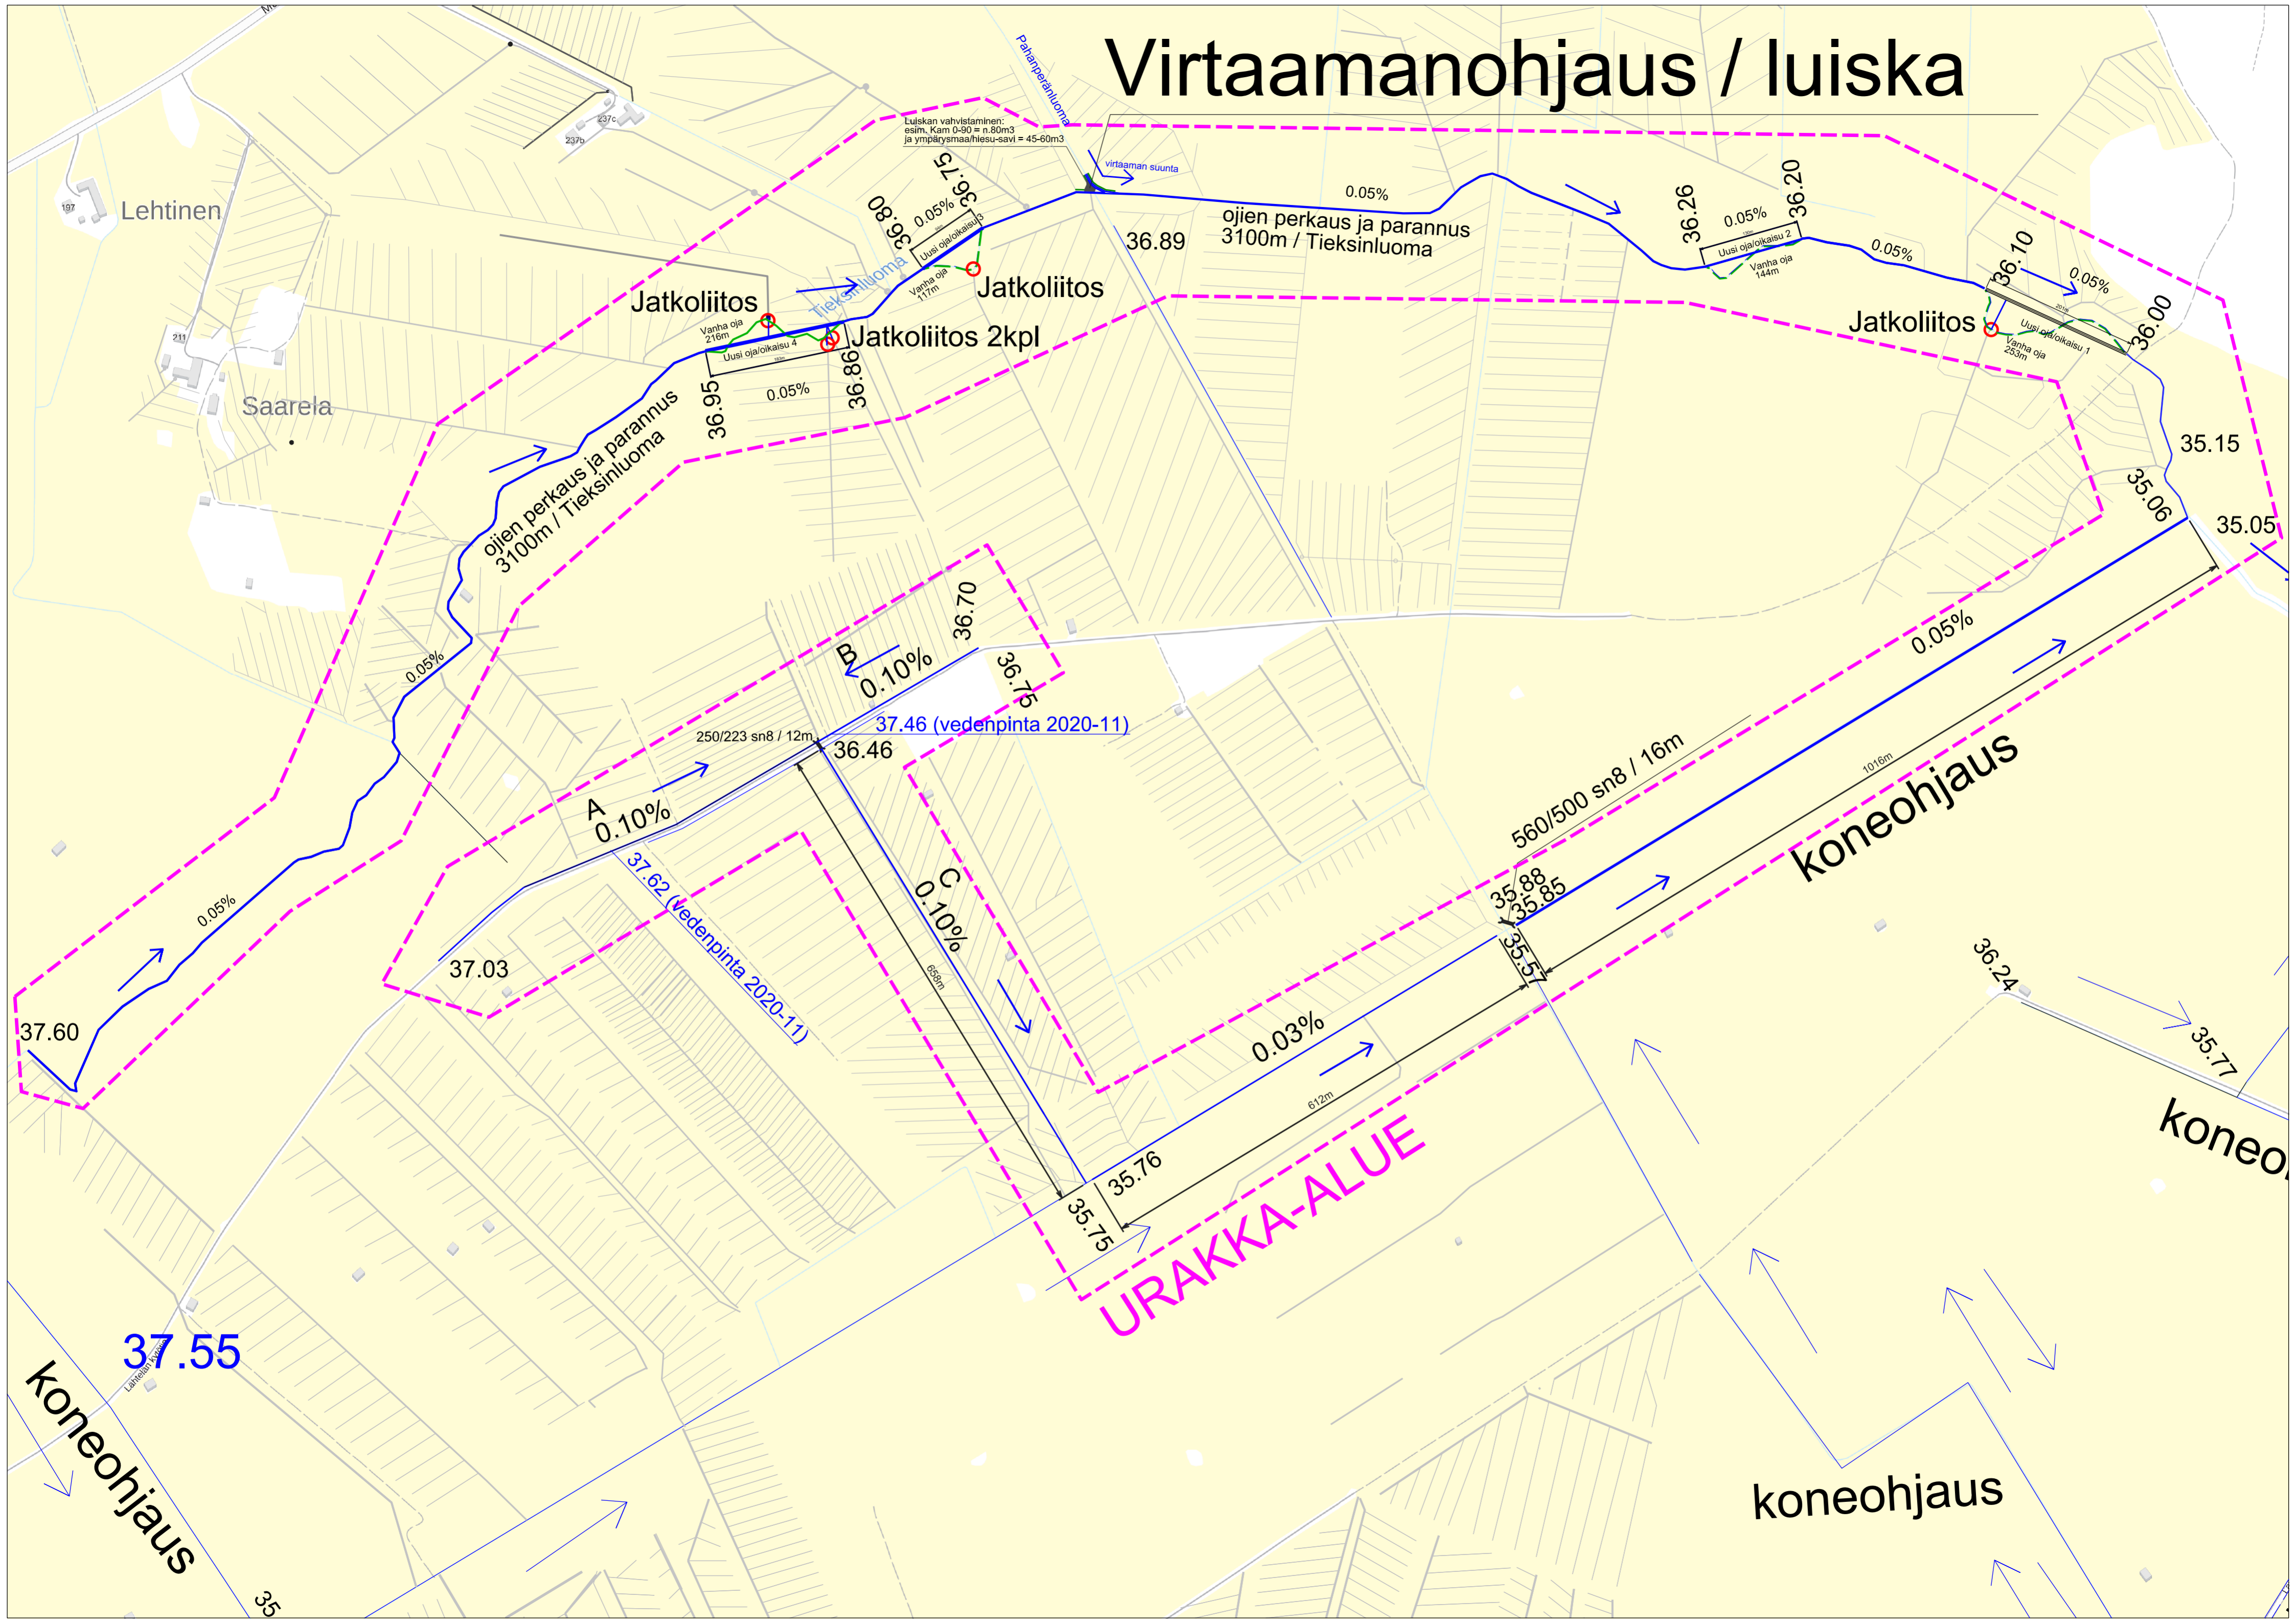 Virtaamanohjaus / luiska
Pahanperänluoma
Luiskan vahvistaminen:
esim. Kam 0-90 = n.80m3
ja ympärysmaa/hiesu-savi = 45-60m3
virtaaman suunta
237c
237b
197
Lehtinen
211
Saarela
36.80
36.75
0.05%
Uusi oja/oikaisu 3
Vanha oja
117m
Jatkoliitos
Tieksinluoma
Jatkoliitos
Vanha oja
216m
Uusi oja/oikaisu 4
Jatkoliitos 2kpl
36.95
0.05%
36.86
36.89
0.05%
ojien perkaus ja parannus
3100m / Tieksinluoma
36.26
0.05%
36.20
Uusi oja/oikaisu 2
Vanha oja
144m
0.05%
36.10
0.05%
36.00
Uusi oja/oikaisu 1
Jatkoliitos
Vanha oja
253m
35.15
35.06
35.05
ojien perkaus ja parannus
3100m / Tieksinluoma
0.05%
0.05%
37.60
36.70
B
0.10%
36.75
37.46 (vedenpinta 2020-11)
250/223 sn8 / 12m
36.46
A
0.10%
37.62 (vedenpinta 2020-11)
37.03
C
0.10%
658m
0.05%
1016m
koneohjaus
560/500 sn8 / 16m
35.88
35.85
35.57
0.03%
612m
35.76
35.75
URAKKA-ALUE
36.24
35.77
koneo
37.55
koneohjaus
35
koneohjaus